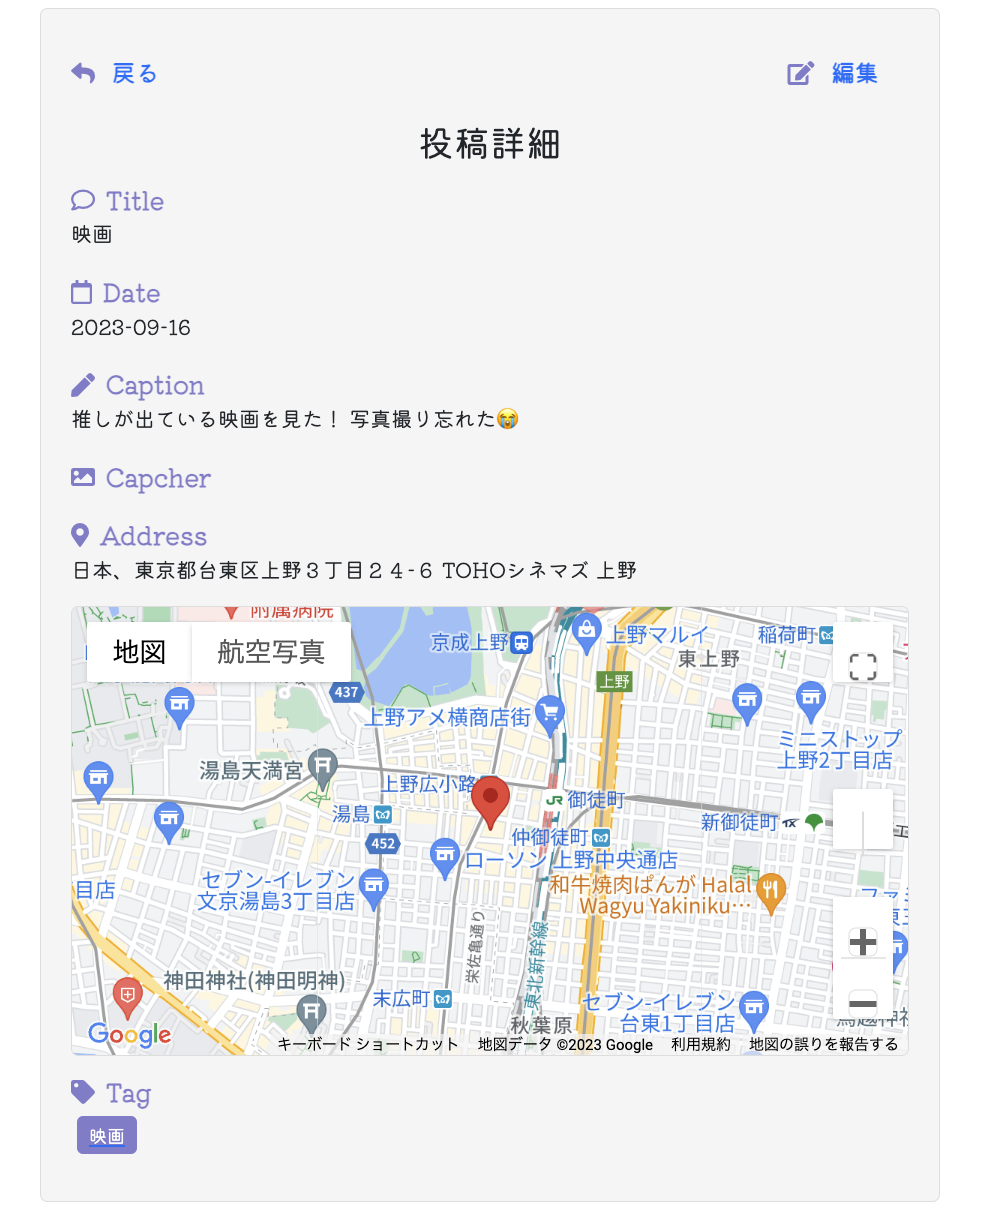 戻る
編集
投稿詳細
Title
映画
Date
2023-09-16
Caption
推しが出ている映画を見た！ 写真撮り忘れた😭
Capcher
Address
日本、東京都台東区上野３丁目２４-６ TOHOシネマズ 上野
附属病院
地図
航空写真
京成上野
上野マルイ
稲荷町
東上野
上野
437
上野アメ横商店街
ミニストップ
上野2丁目店
湯島天満宮
上野広小路
JR 御徒町
湯島
新御徒町
仲御徒町
452
ローソン 上野中央通店
目店
セブン-イレブン
文京湯島3丁目店
和牛焼肉ぱんが Halal
Wagyu Yakiniku…
栄佐亀通り
東北新幹線
神田神社(神田明神)
末広町
セブン-イレブン
台東1丁目店
秋葉原
Google
キーボード ショートカット
地図データ ©2023 Google
利用規約
地図の誤りを報告する
Tag
映画